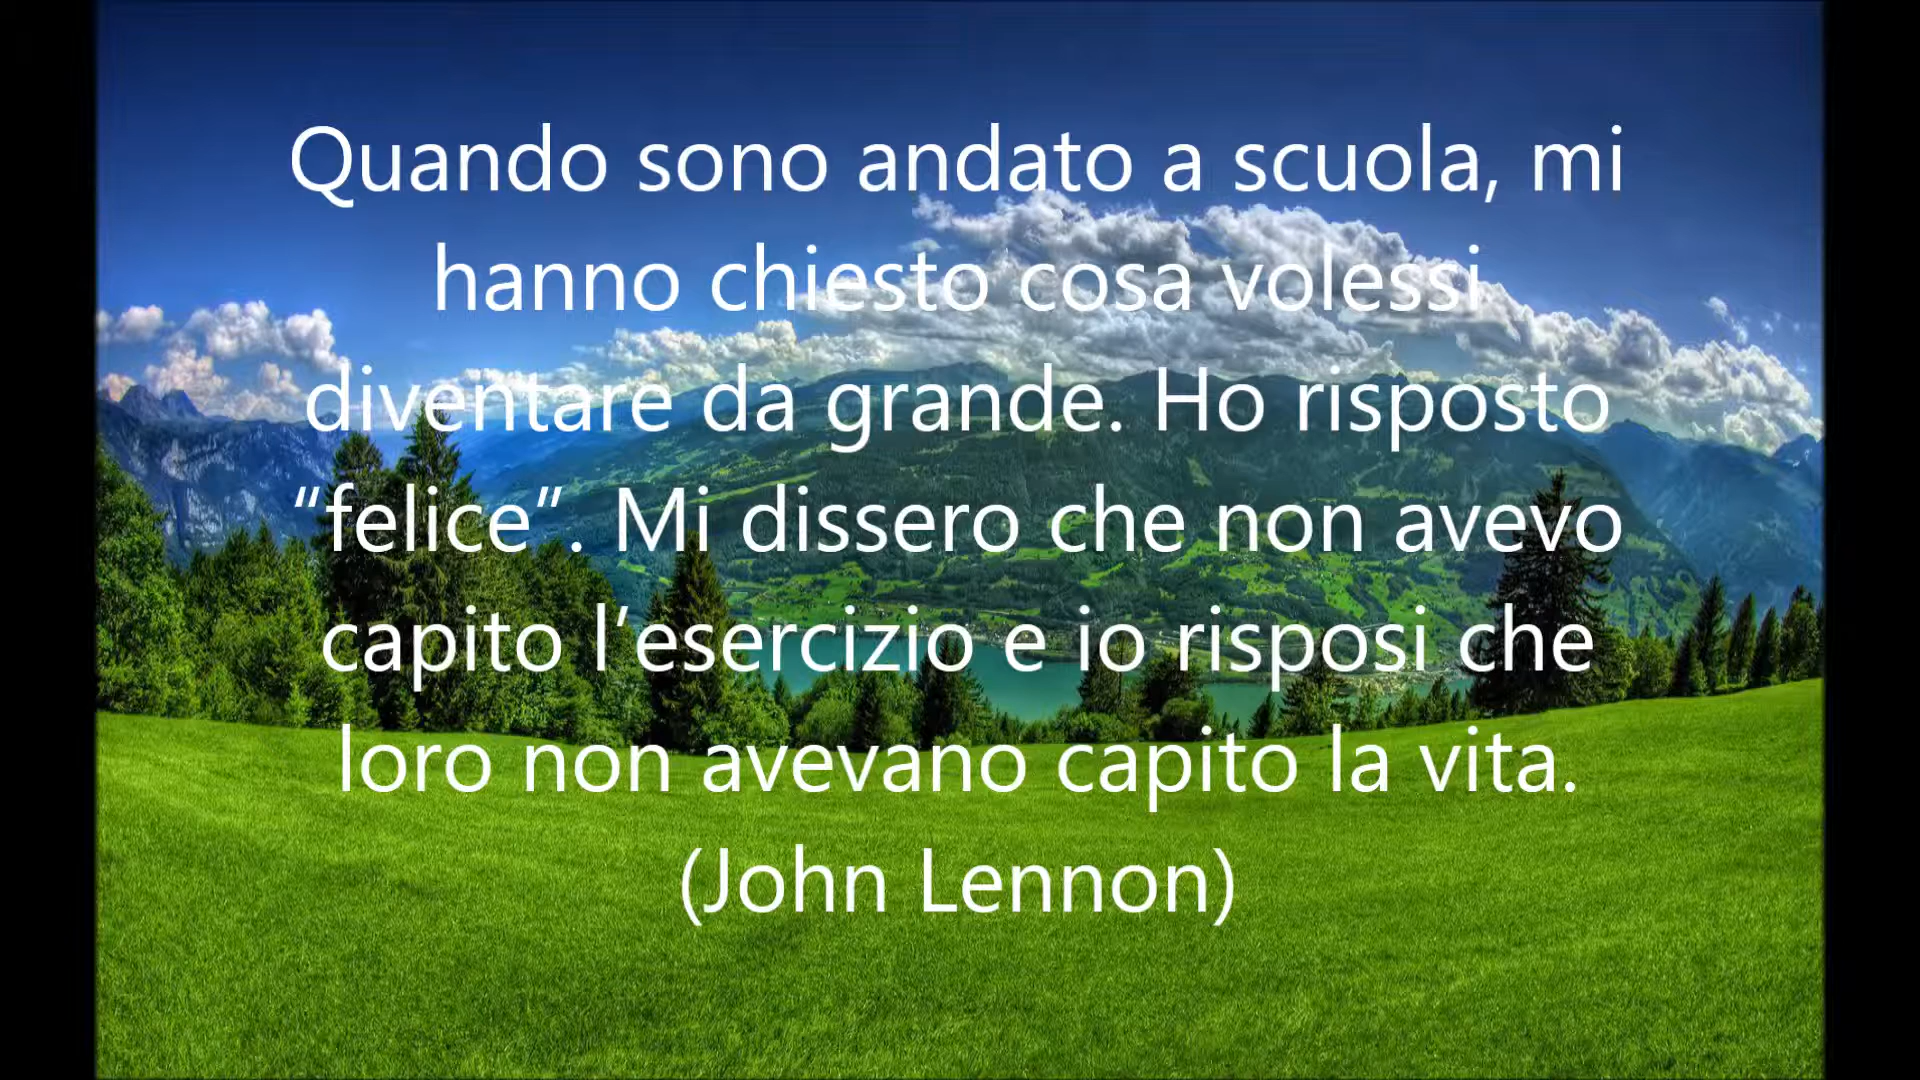 Quando sono andato a scuola, mi
hanno chiesto cosa volessi
diventare da grande. Ho risposto
“felice”. Mi dissero che non avevo
capito l’esercizio e io risposi che
loro non avevano capito la vita.
(John Lennon)